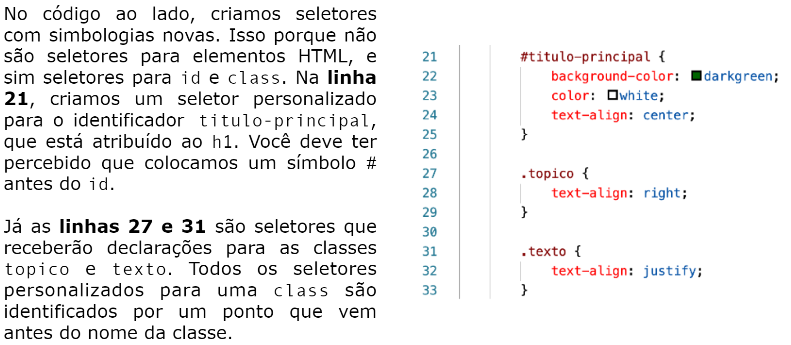 No código ao lado, criamos seletores
com simbologias novas. Isso porque não
são seletores para elementos HTML, e
sim seletores para id e class. Na linha
21, criamos um seletor personalizado
para o identificador titulo-principal,
que está atribuído ao h1. Você deve ter
percebido que colocamos um símbolo #
antes do id.
Já as linhas 27 e 31 são seletores que
receberão declarações para as classes
topico e texto. Todos os seletores
personalizados para uma class são
identificados por um ponto que vem
antes do nome da classe.
21 #titulo-principal {
22 background-color: darkgreen;
23 color: white;
24 text-align: center;
25 }
26
27 .topico {
28 text-align: right;
29 }
30
31 .texto {
32 text-align: justify;
33 }